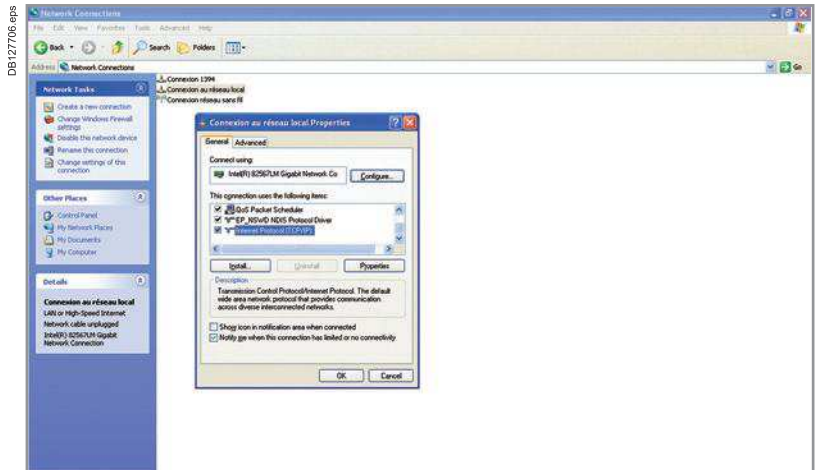 DB127706.eps
Network Connections
File Edit View Favorites Tools Advanced Help
Back Search Folders
Address Network Connections Go
Network Tasks
Create a new connection
Change Windows Firewall
settings
Disable this network device
Rename this connection
Change settings of this
connection
Other Places
Control Panel
My Network Places
My Documents
My Computer
Details
Connexion au réseau local
LAN or High-Speed Internet
Network cable unplugged
Intel(R) 82567LM Gigabit
Network Connection
Connexion 1394
Connexion au réseau local
Connexion réseau sans fil
Connexion au réseau local Properties
General Advanced
Connect using:
Intel(R) 82567LM Gigabit Network Co Configure...
This connection uses the following items:
QoS Packet Scheduler
EP_NSWD NDIS Protocol Driver
Internet Protocol (TCP/IP)
Install... Uninstall Properties
Description
Transmission Control Protocol/Internet Protocol. The default
wide area network protocol that provides communication
across diverse interconnected networks.
Show icon in notification area when connected
Notify me when this connection has limited or no connectivity
OK Cancel